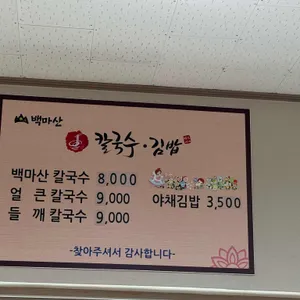 백마산
칼국수·김밥
백마산 칼국수 8,000
얼 큰 칼국수 9,000 야채김밥 3,500
들 깨 칼국수 9,000
-찾아주셔서 감사합니다-